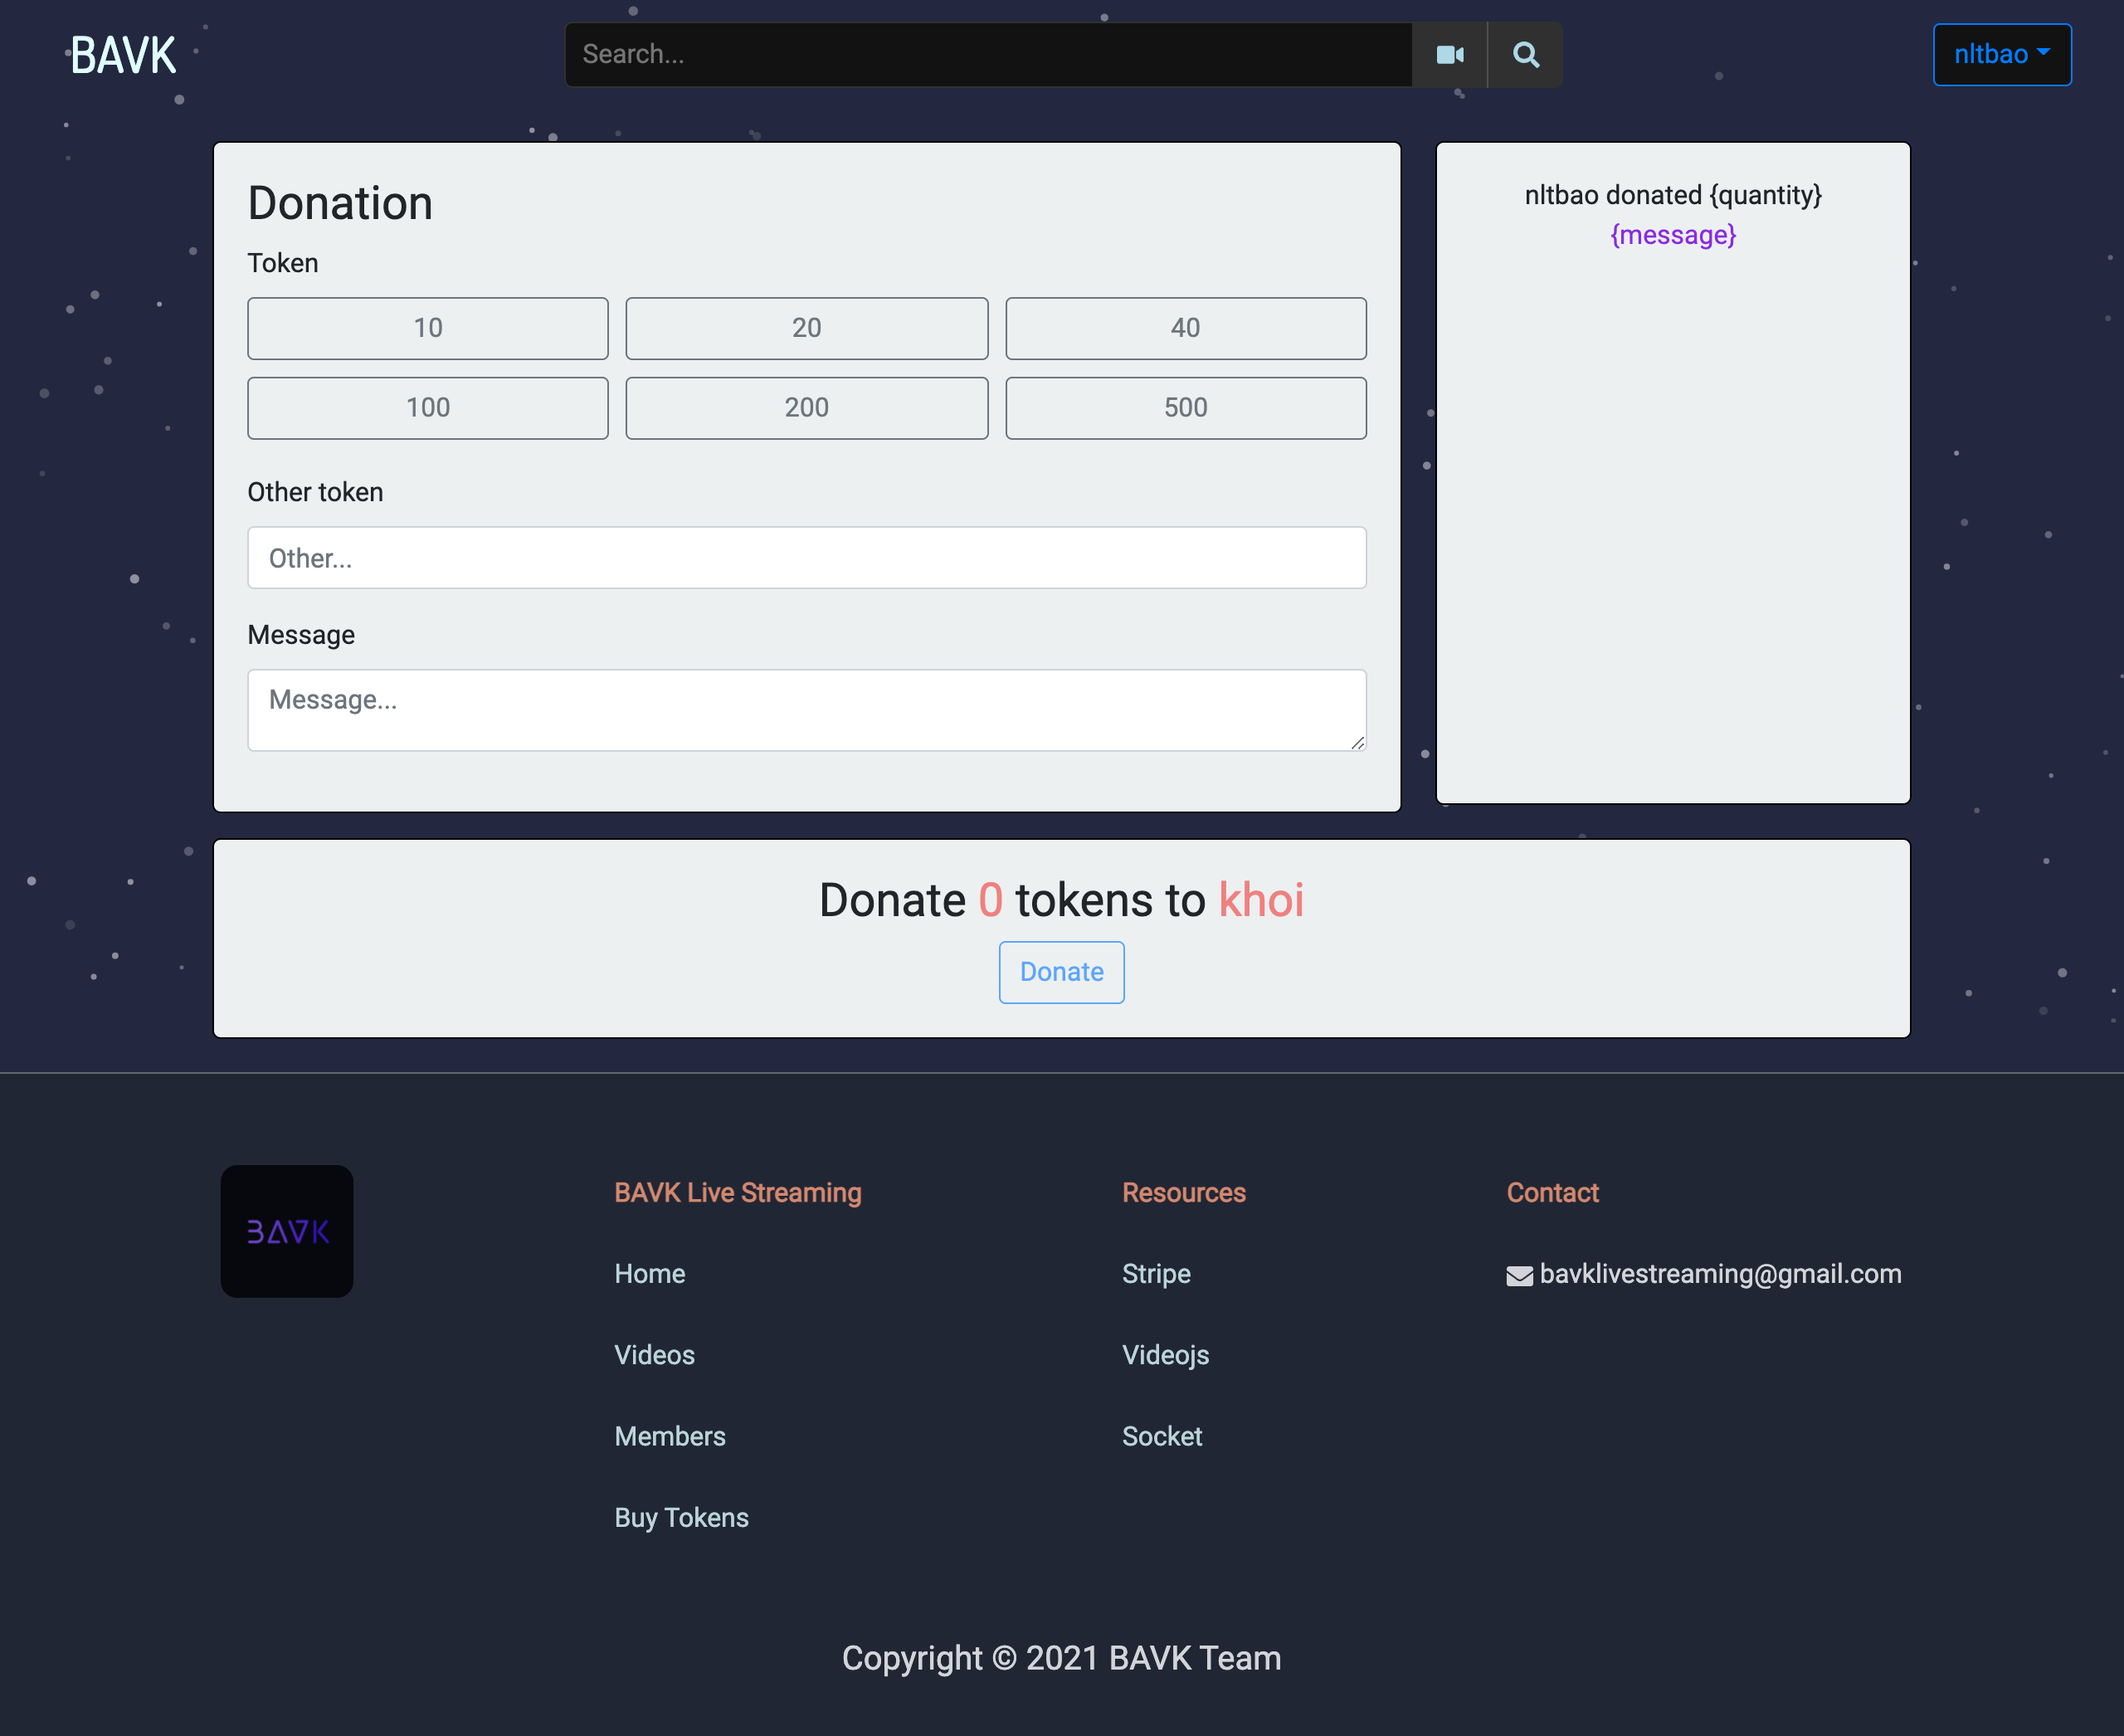 BAVK
Search...
nltbao
Donation
Token
10 20 40
100 200 500
Other token
Other...
Message
Message...
nltbao donated {quantity}
{message}
Donate 0 tokens to khoi
Donate
BAVK
BAVK Live Streaming
Home
Videos
Members
Buy Tokens
Resources
Stripe
Videojs
Socket
Contact
bavklivestreaming@gmail.com
Copyright © 2021 BAVK Team